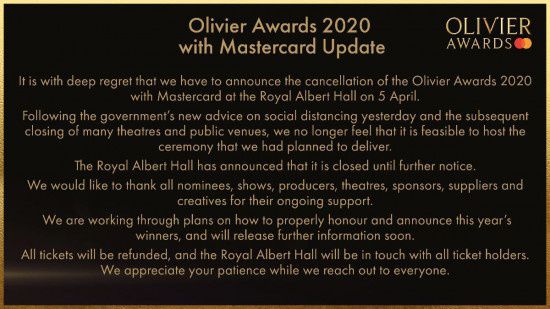 Olivier Awards 2020
with Mastercard Update
OLIVIER
AWARDS
It is with deep regret that we have to announce the cancellation of the Olivier Awards 2020
with Mastercard at the Royal Albert Hall on 5 April.
Following the government's new advice on social distancing yesterday and the subsequent
closing of many theatres and public venues, we no longer feel that it is feasible to host the
ceremony that we had planned to deliver.
The Royal Albert Hall has announced that it is closed until further notice.
We would like to thank all nominees, shows, producers, theatres, sponsors, suppliers and
creatives for their ongoing support.
We are working through plans on how to properly honour and announce this year's
winners, and will release further information soon.
All tickets will be refunded, and the Royal Albert Hall will be in touch with all ticket holders.
We appreciate your patience while we reach out to everyone.